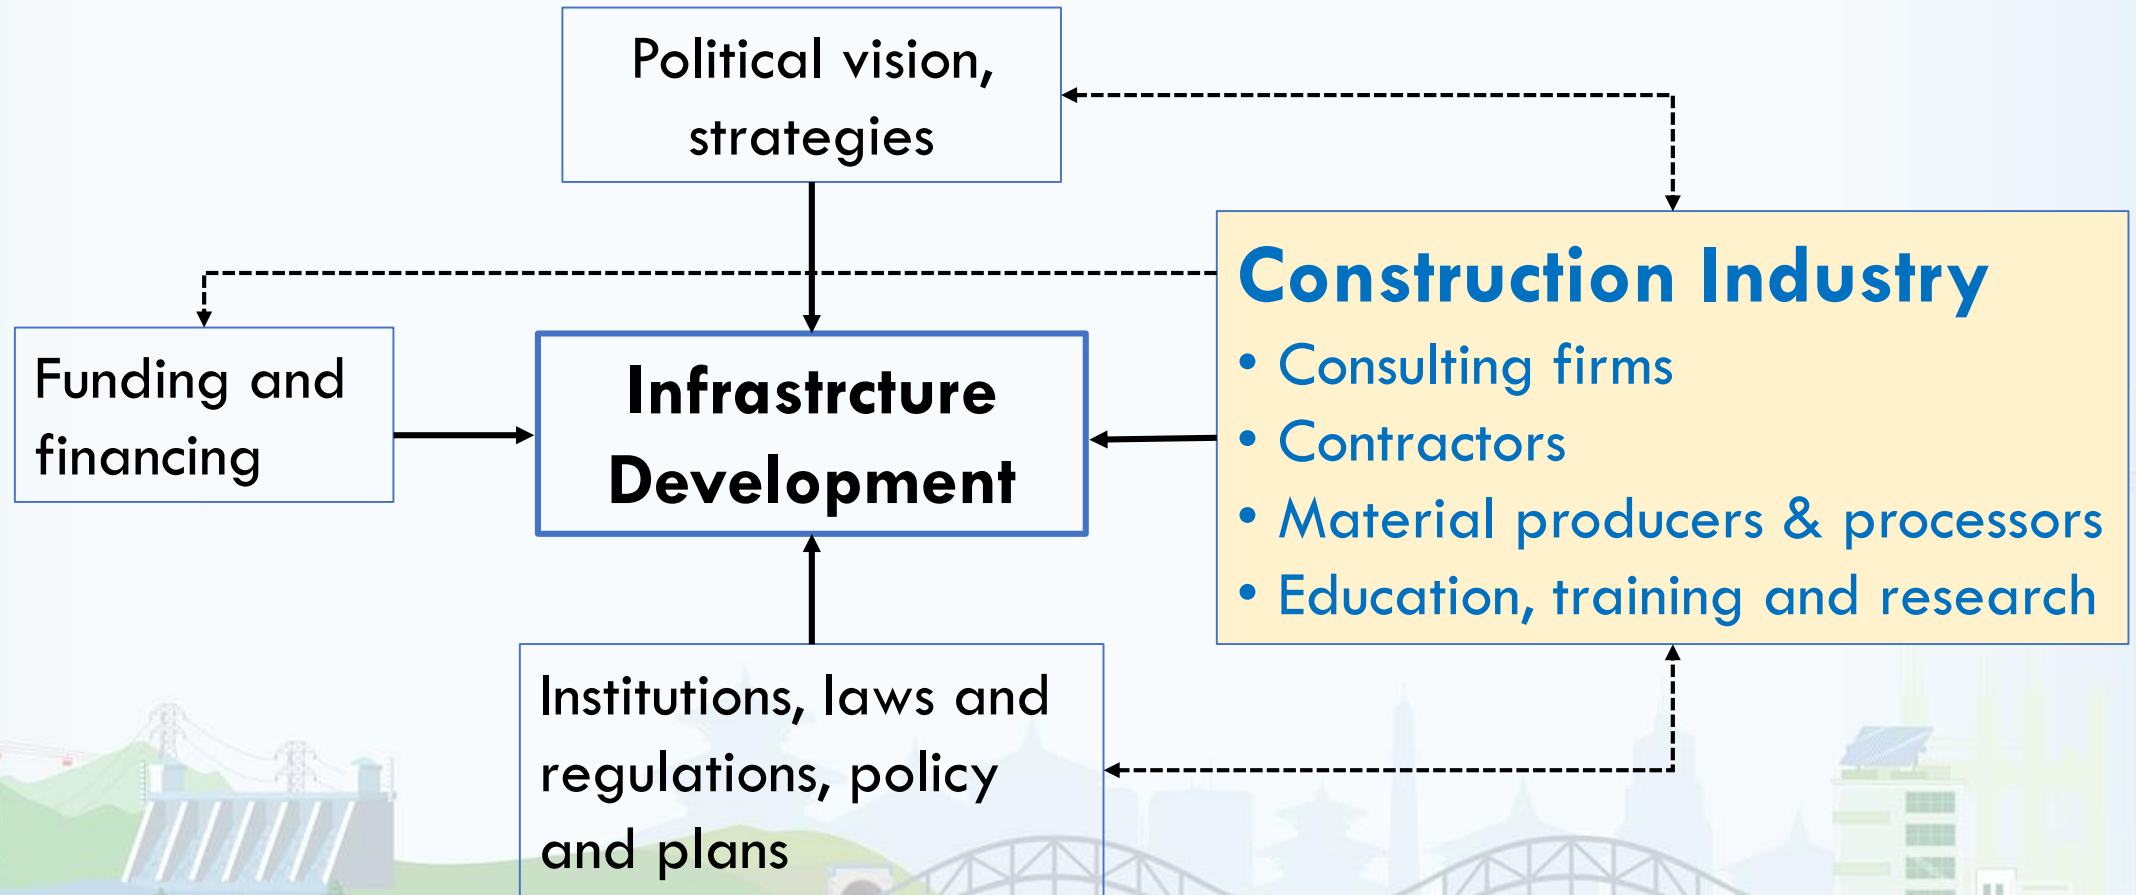 Political vision,
strategies
Funding and
financing
Infrastrcture
Development
Construction Industry
• Consulting firms
• Contractors
• Material producers & processors
• Education, training and research
Institutions, laws and
regulations, policy
and plans